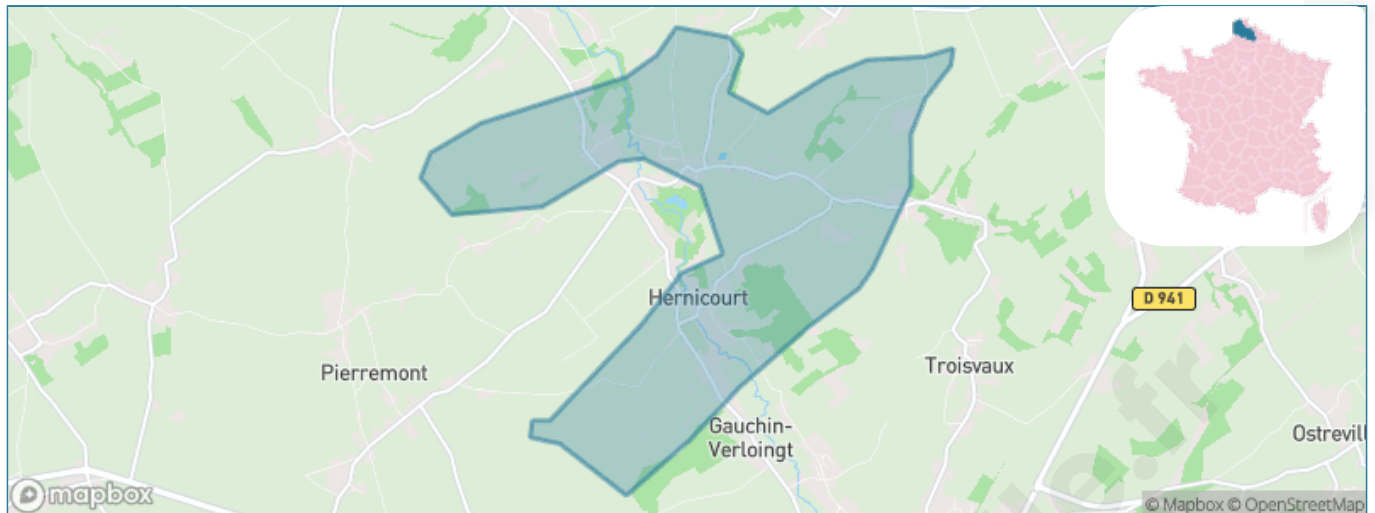 D 941
Hernicourt
Pierremont
Troisvaux
Gauchin-
Verloingt
Ostrevill
mapbox
© Mapbox © OpenStreetMap